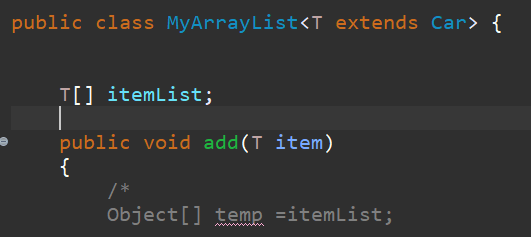 public class MyArrayList<T extends Car> {
T[] itemList;
public void add(T item)
{
/*
Object[] temp =itemList;